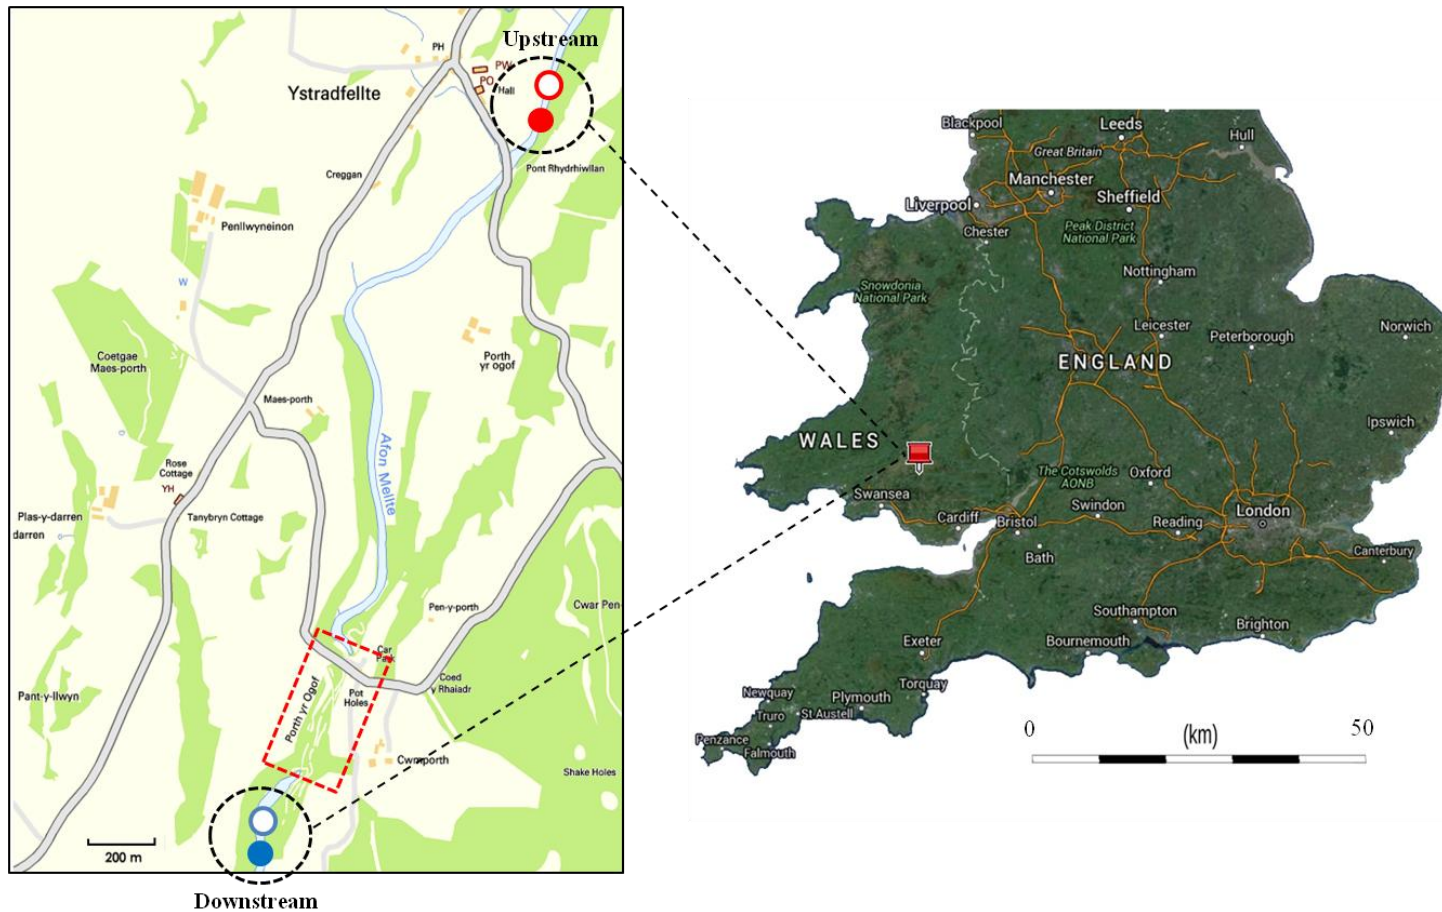 Upstream
PH
PW
PO
Hall
Ystradfellte
Pont Rhydrhiwllan
Creggan
Penllwyneinon
W
Coetgae
Maes-porth
Porth
yr ogof
Maes-porth
Afon Mellte
Rose
Cottage
YH
Plas-y-darren
darren
Tanybryn Cottage
Pen-y-porth
Cwar Pen
Car
Park
Coed
y Rhaiadr
Pant-y-llwyn
Porth yr Ogof
Pot
Holes
Cwmporth
Shake Holes
200 m
Downstream
Blackpool
Leeds
Hull
Great Britain
Manchester
Liverpool
Sheffield
Chester
Peak District
National Park
Nottingham
Snowdonia
National Park
Leicester
Peterborough
Norwich
ENGLAND
Ipswich
WALES
The Cotswolds
AONB
Oxford
Swansea
Swindon
London
Cardiff
Bristol
Reading
Bath
Canterbury
Southampton
Exeter
Bournemouth
Brighton
Torquay
Newquay
Plymouth
Truro
St Austell
Penzance
Falmouth
0
(km)
50